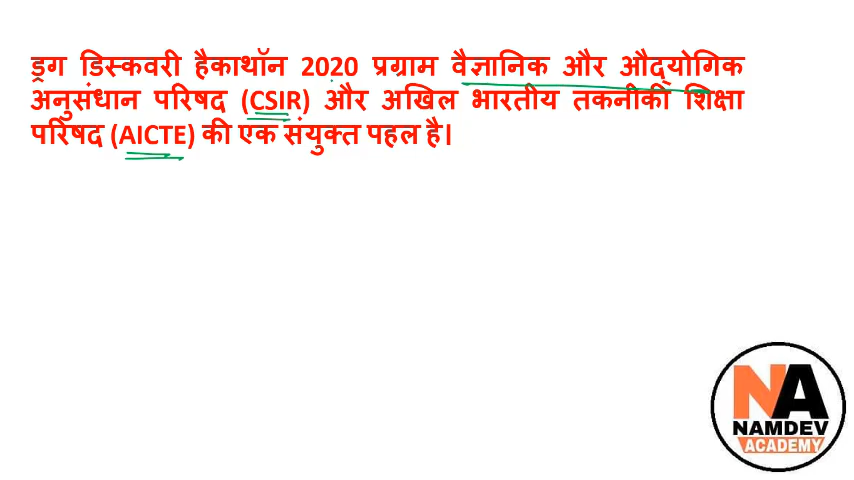 ड्रग डिस्कवरी हैकाथॉन 2020 प्रग्राम वैज्ञानिक और औद्योगिक
अनुसंधान परिषद (CSIR) और अखिल भारतीय तकनीकी शिक्षा
परिषद (AICTE) की एक संयुक्त पहल है।
NA
NAMDEV
ACADEMY